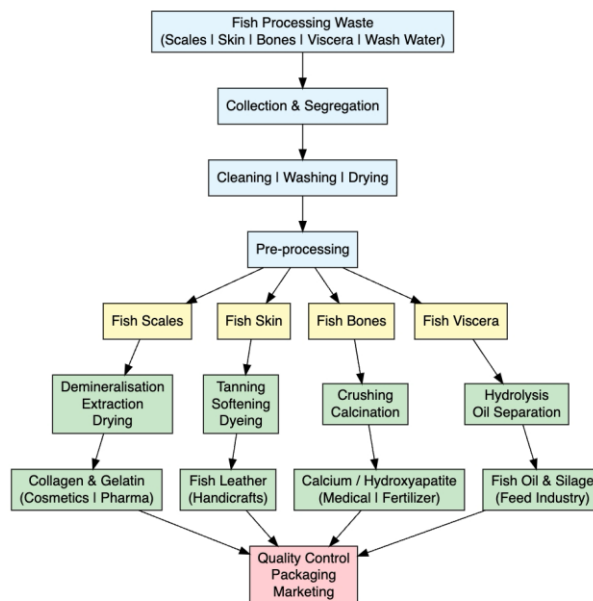 Fish Processing Waste
(Scales | Skin | Bones | Viscera | Wash Water)
Collection & Segregation
Cleaning | Washing | Drying
Pre-processing
Fish Scales
Fish Skin
Fish Bones
Fish Viscera
Demineralisation
Extraction
Drying
Tanning
Softening
Dyeing
Crushing
Calcination
Hydrolysis
Oil Separation
Collagen & Gelatin
(Cosmetics | Pharma)
Fish Leather
(Handicrafts)
Calcium / Hydroxyapatite
(Medical | Fertilizer)
Fish Oil & Silage
(Feed Industry)
Quality Control
Packaging
Marketing